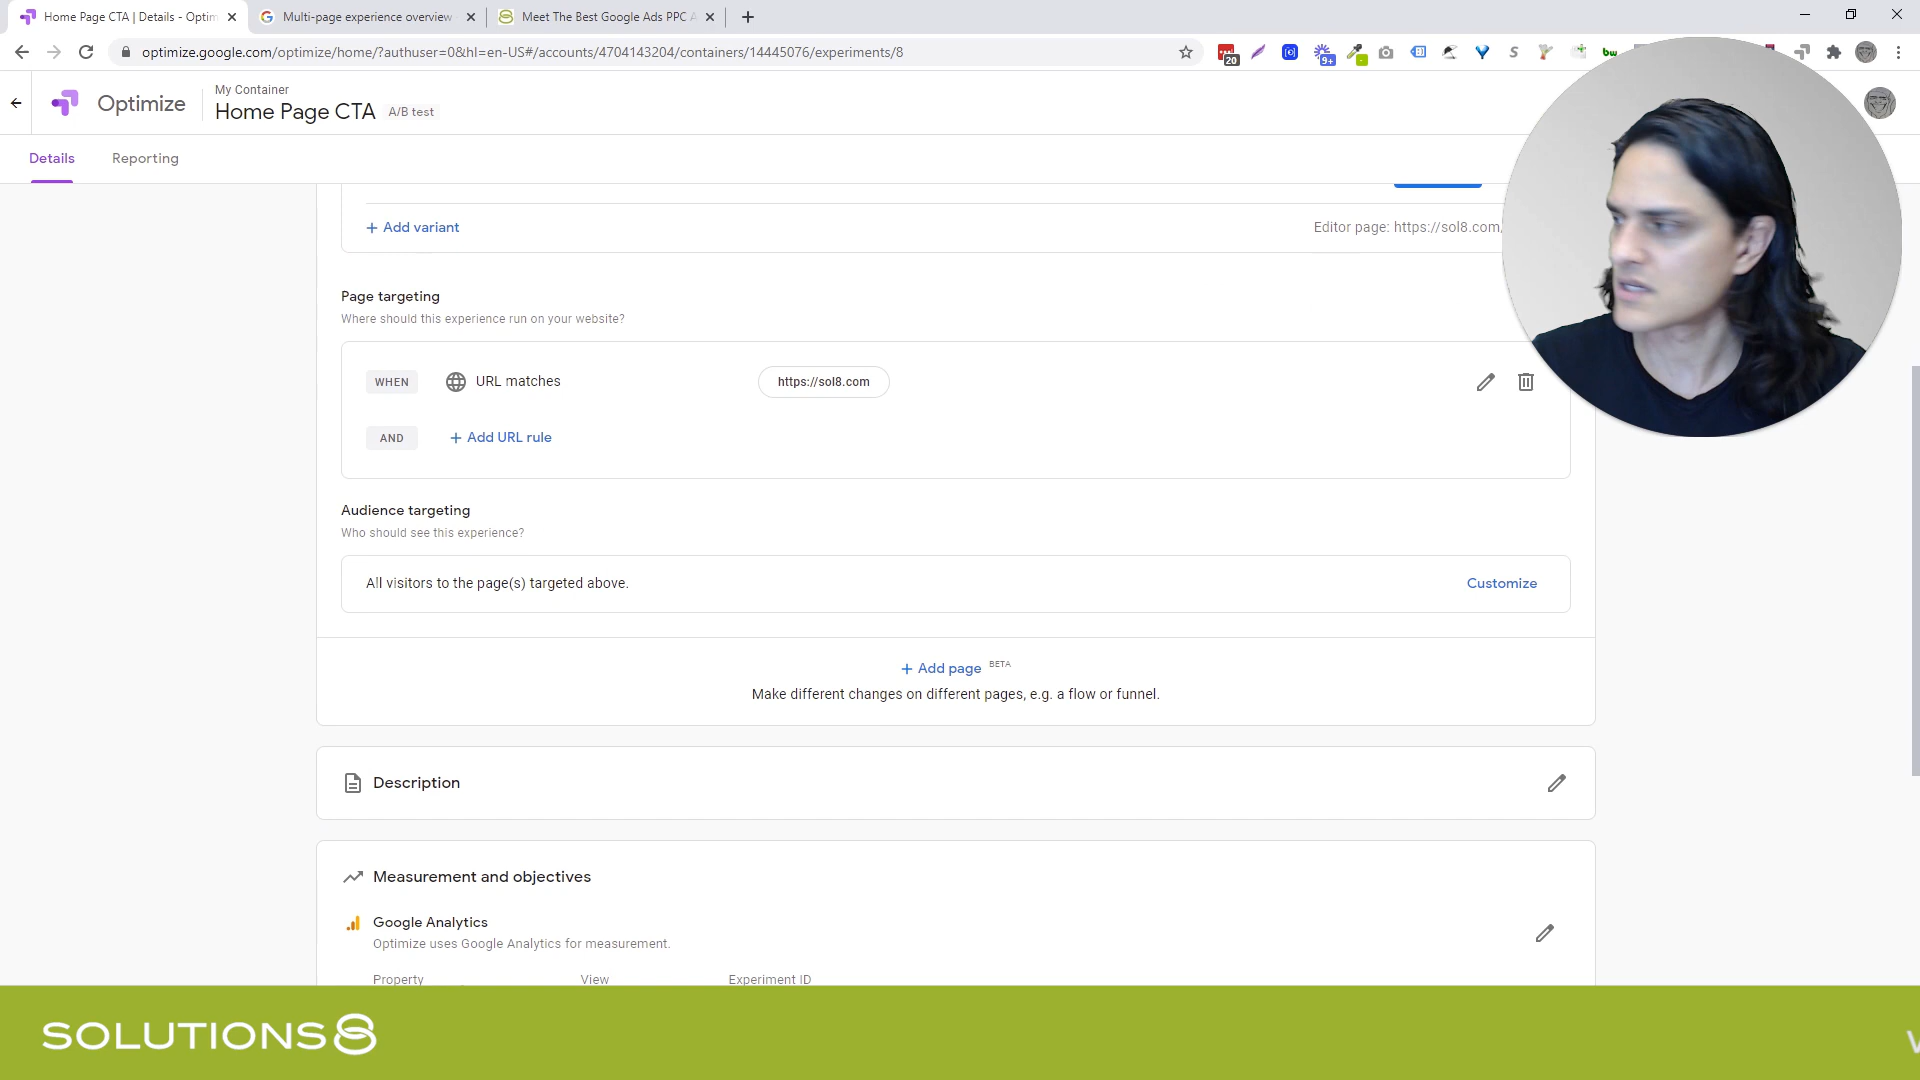 Home Page CTA | Details - Optim
Multi-page experience overview
Meet The Best Google Ads PPC A
optimize.google.com/optimize/home/?authuser=0&hl=en-US#/accounts/4704143204/containers/14445076/experiments/8
20
9+
bw
Optimize
My Container
Home Page CTA A/B test
Details
Reporting
+ Add variant
Editor page: https://sol8.com/
Page targeting
Where should this experience run on your website?
WHEN
URL matches
https://sol8.com
AND
+ Add URL rule
Audience targeting
Who should see this experience?
All visitors to the page(s) targeted above.
Customize
+ Add page BETA
Make different changes on different pages, e.g. a flow or funnel.
Description
Measurement and objectives
Google Analytics
Optimize uses Google Analytics for measurement.
Property View Experiment ID
SOLUTIONS8